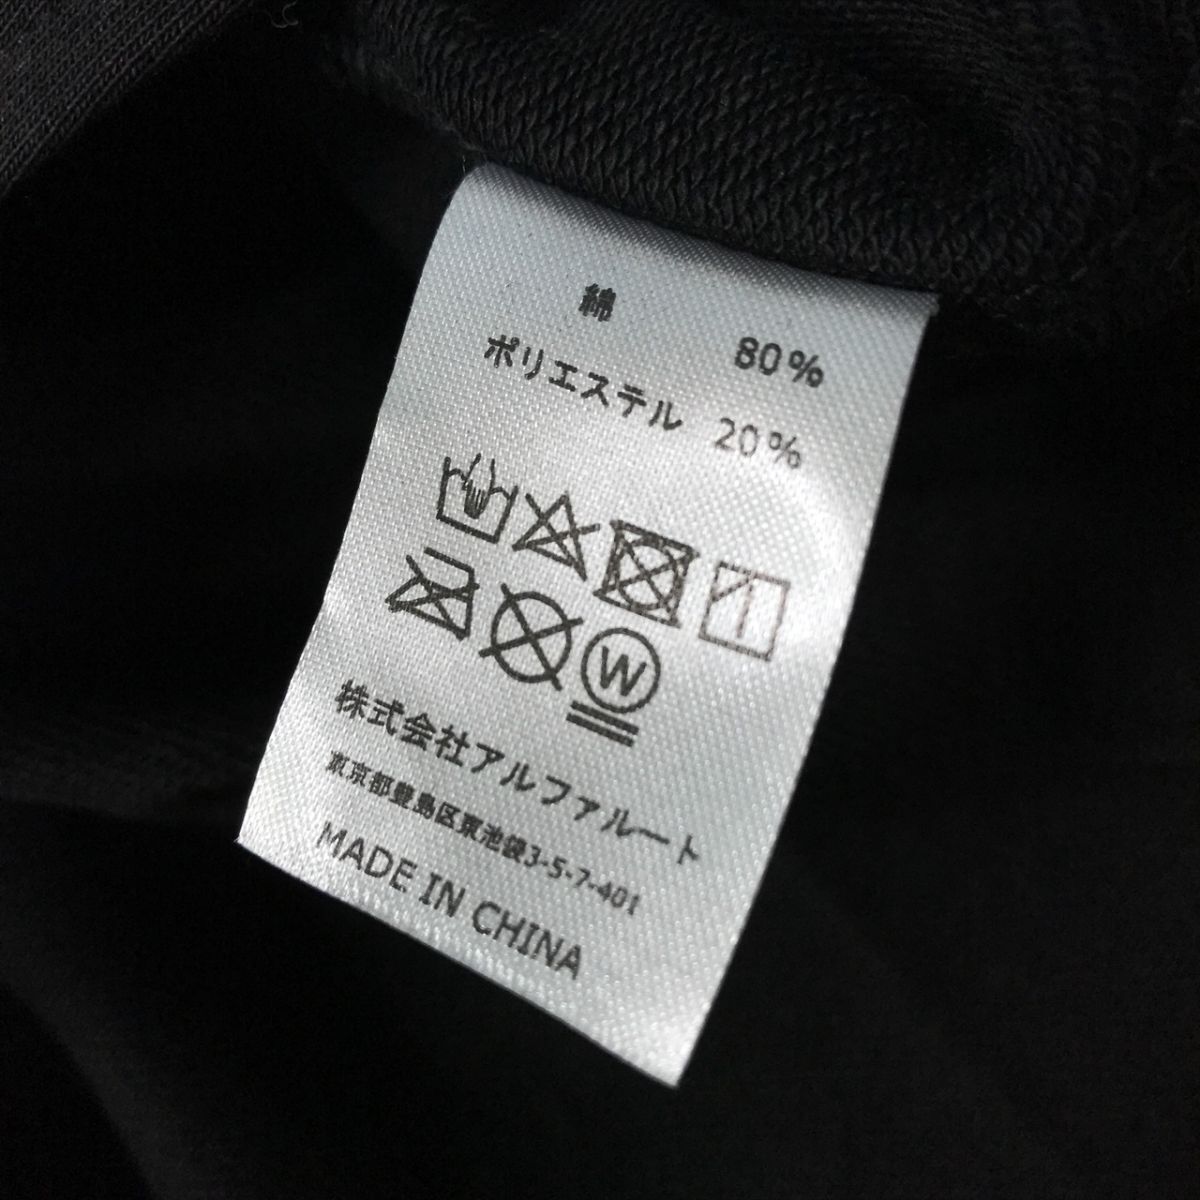 綿 80%
ポリエステル 20%
W
株式会社アルファルート
東京都豊島区東池袋3-5-7-401
MADE IN CHINA